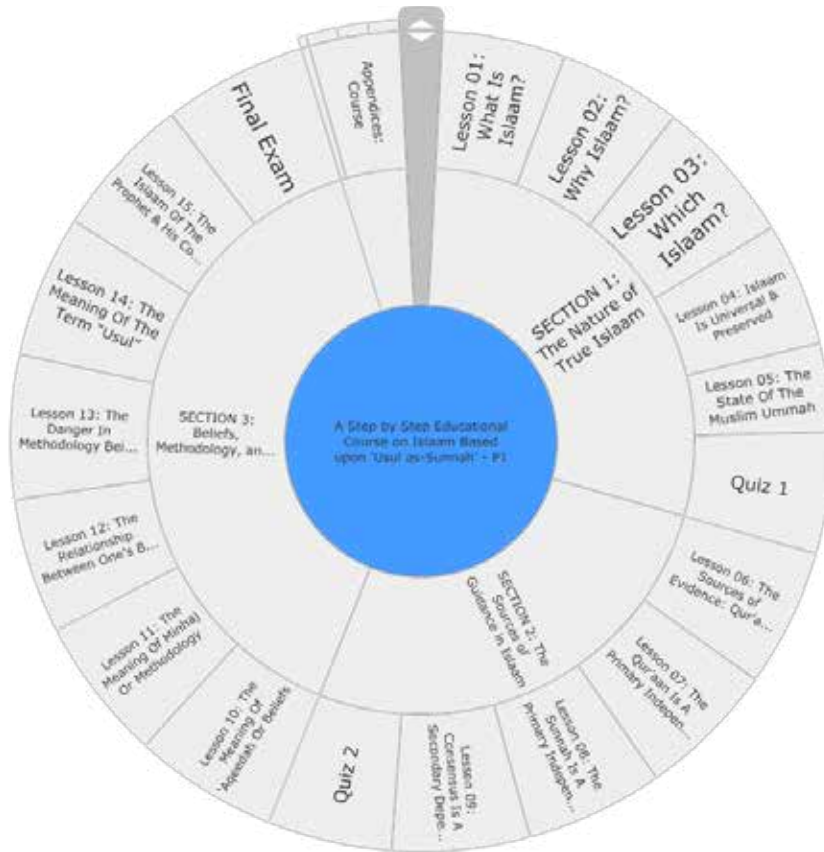 A Step by Step Educational
Course on Islaam Based
upon 'Usul as-Sunnah' - P1
SECTION 1:
The Nature of
True Islaam
Lesson 01:
What Is
Islaam?
Lesson 02:
Why Islaam?
Lesson 03:
Which
Islaam?
Lesson 04: Islaam
Is Universal &
Preserved
Lesson 05: The
State Of The
Muslim Ummah
Quiz 1
SECTION 2: The
Sources of
Guidance in Islaam
Lesson 06: The
Sources of
Evidence: Qur'a...
Lesson 07: The
Qur'aan Is A
Primary Indepen...
Lesson 08: The
Sunnah Is A
Primary Indepen...
Lesson 09:
Consensus Is A
Secondary Depe...
Quiz 2
SECTION 3:
Beliefs,
Methodology, an...
Lesson 10: The
Meaning Of
'Aqeedah Or Beliefs
Lesson 11: The
Meaning Of Minhaj
Or Methodology
Lesson 12: The
Relationship
Between One's B...
Lesson 13: The
Danger In
Methodology Bei...
Lesson 14: The
Meaning Of The
Term "Usul"
Lesson 15: The
Islaam Of The
Prophet & His Co...
Final Exam
Appendices:
Course